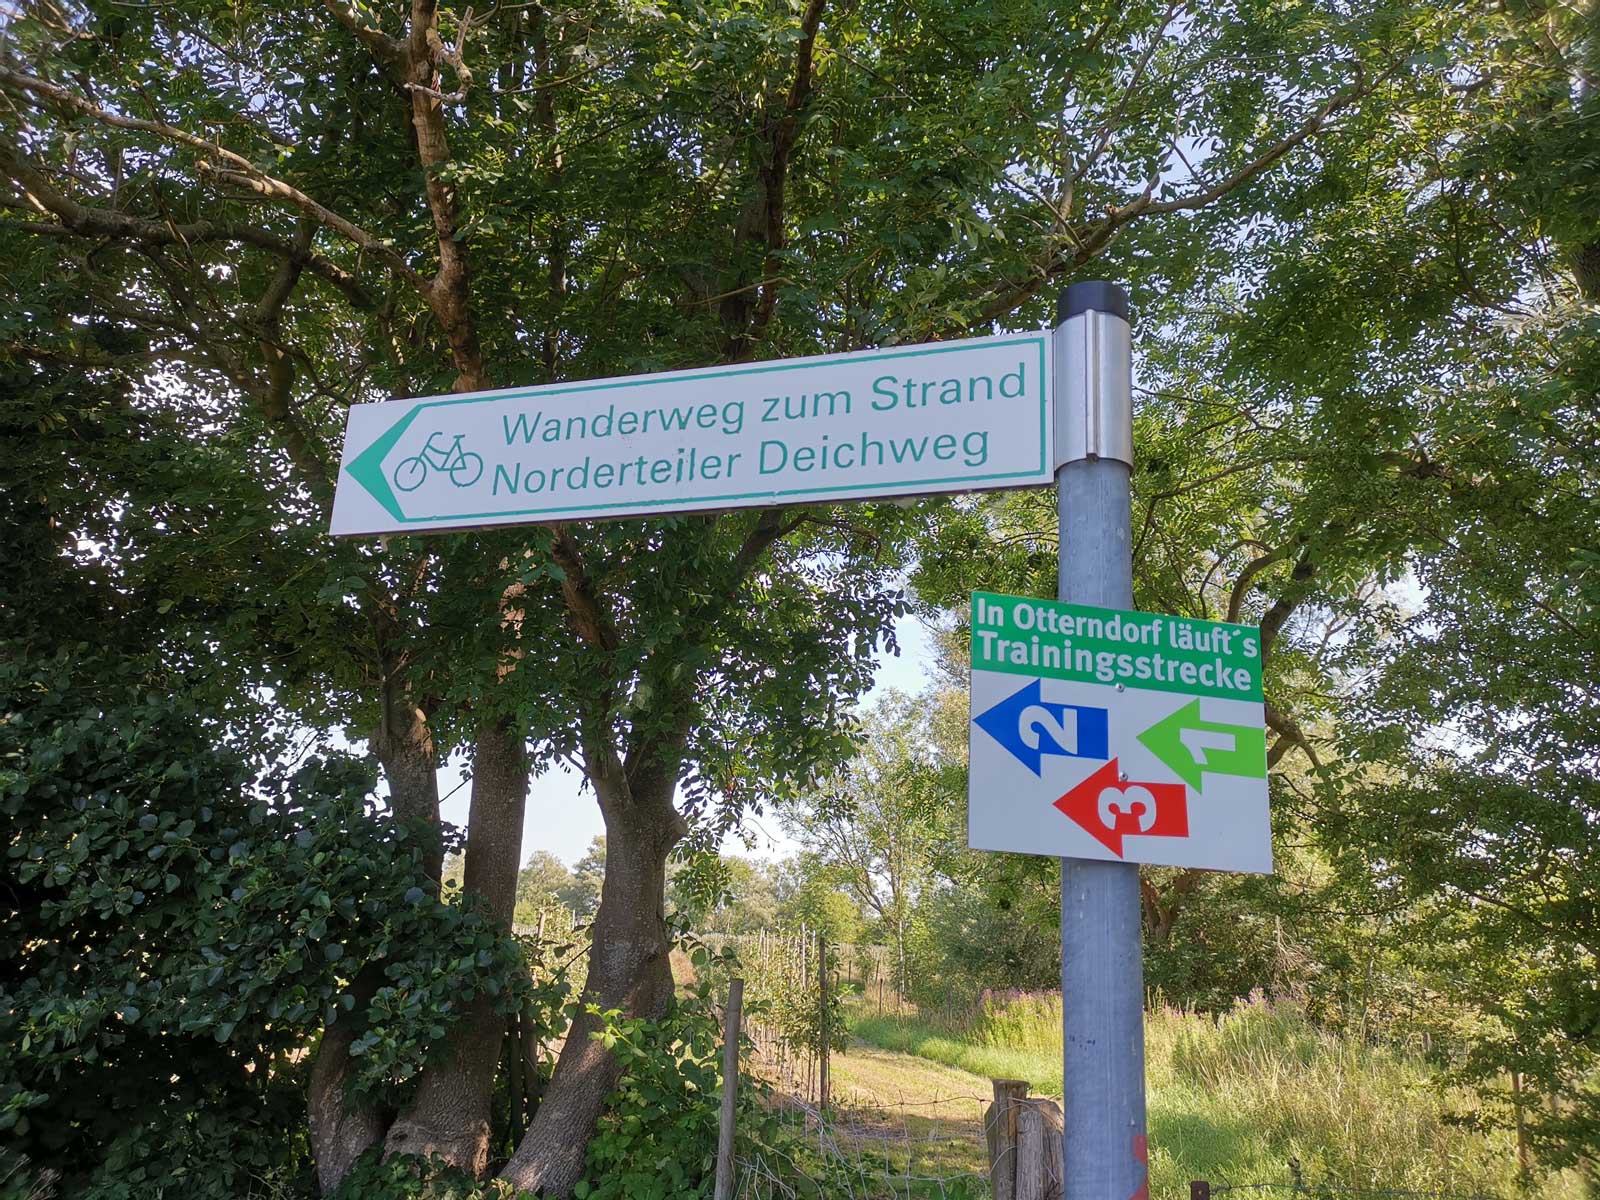 Wanderweg zum Strand
Norderteiler Deichweg
In Otterndorf läuft´s
Trainingsstrecke
2
1
3